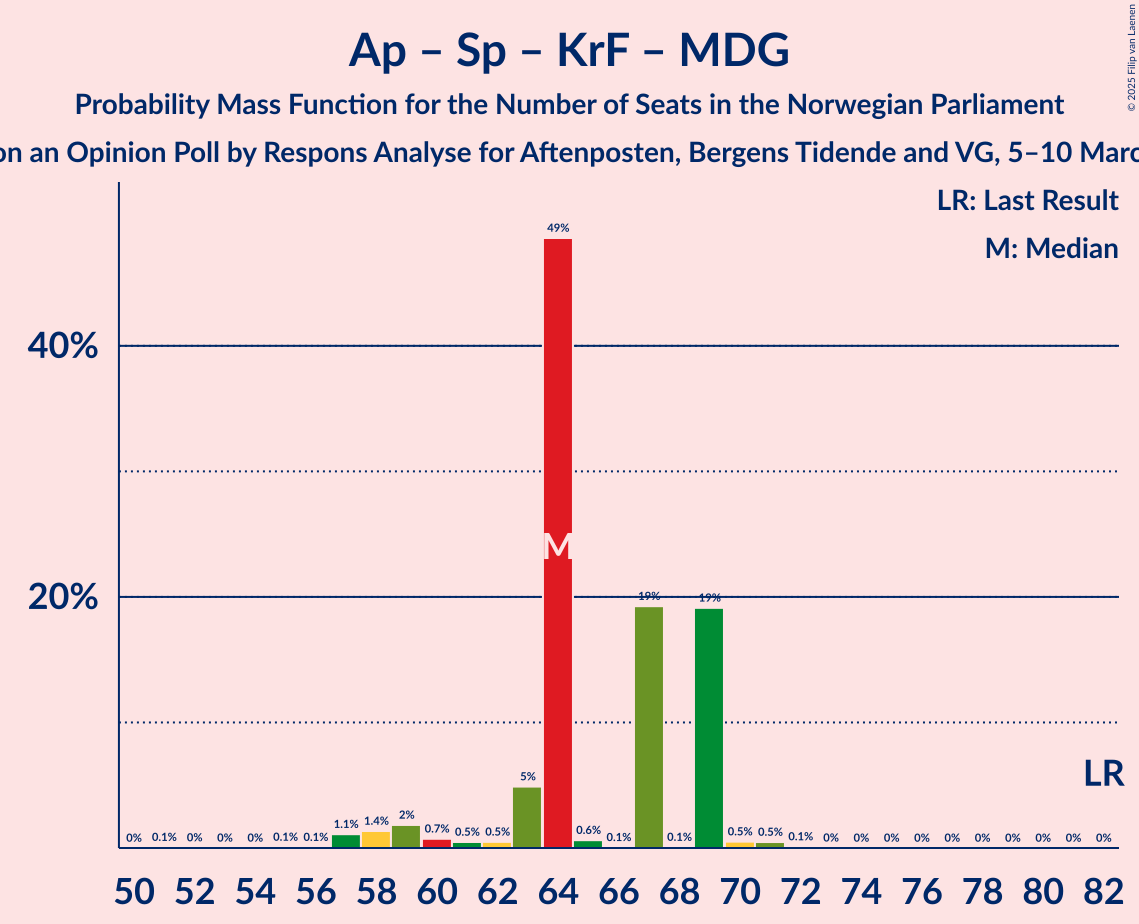 Ap – Sp – KrF – MDG
Probability Mass Function for the Number of Seats in the Norwegian Parliament
on an Opinion Poll by Respons Analyse for Aftenposten, Bergens Tidende and VG, 5–10 Marc
© 2025 Filip van Laenen
LR: Last Result
M: Median
40%
20%
0% 0.1% 0% 0% 0% 0.1% 0.1% 1.1% 1.4% 2% 0.7% 0.5% 0.5% 5% 49% 0.6% 0.1% 19% 0.1% 19% 0.5% 0.5% 0.1% 0% 0% 0% 0% 0% 0% 0% 0% 0% 0%
M
LR
50 52 54 56 58 60 62 64 66 68 70 72 74 76 78 80 82